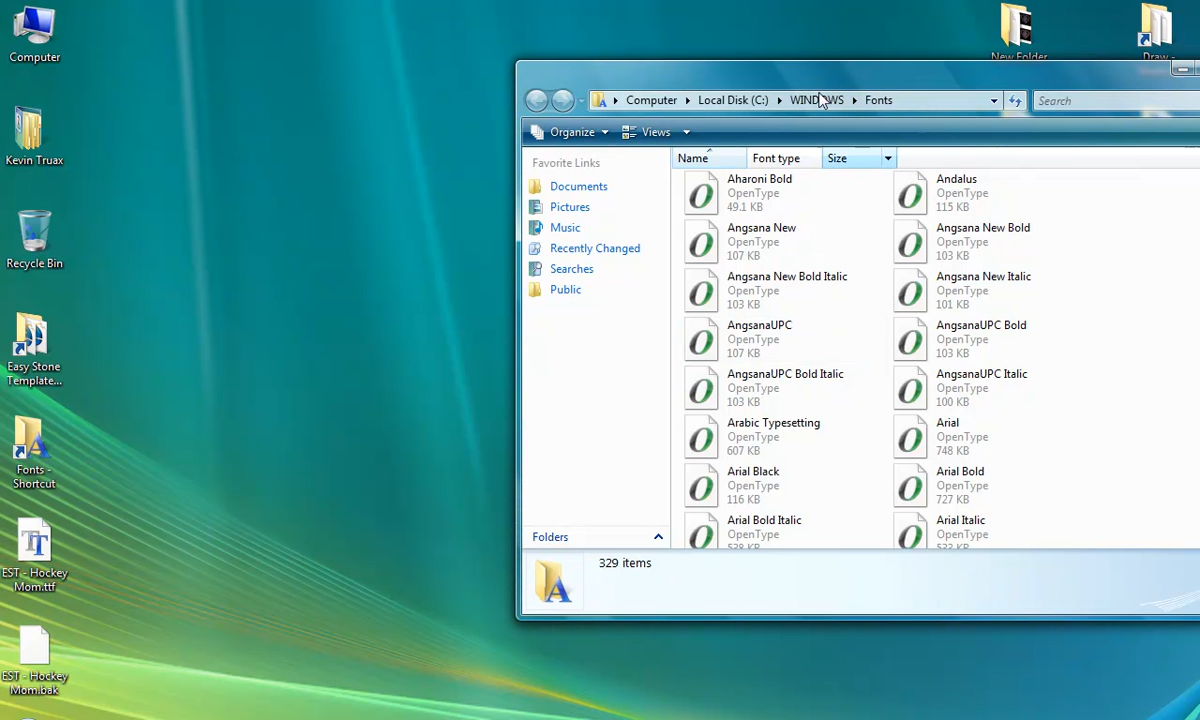 Computer
Kevin Truax
Recycle Bin
Easy Stone
Template...
Fonts -
Shortcut
EST - Hockey
Mom.ttf
EST - Hockey
Mom.bak
New Folder
Draw -
Computer
Local Disk (C:)
WINDOWS
Fonts
Search
Organize
Views
Favorite Links
Documents
Pictures
Music
Recently Changed
Searches
Public
Folders
Name
Font type
Size
Aharoni Bold
OpenType
49.1 KB
Andalus
OpenType
115 KB
Angsana New
OpenType
107 KB
Angsana New Bold
OpenType
103 KB
Angsana New Bold Italic
OpenType
103 KB
Angsana New Italic
OpenType
101 KB
AngsanaUPC
OpenType
107 KB
AngsanaUPC Bold
OpenType
103 KB
AngsanaUPC Bold Italic
OpenType
103 KB
AngsanaUPC Italic
OpenType
100 KB
Arabic Typesetting
OpenType
607 KB
Arial
OpenType
748 KB
Arial Black
OpenType
116 KB
Arial Bold
OpenType
727 KB
Arial Bold Italic
OpenType
Arial Italic
OpenType
329 items